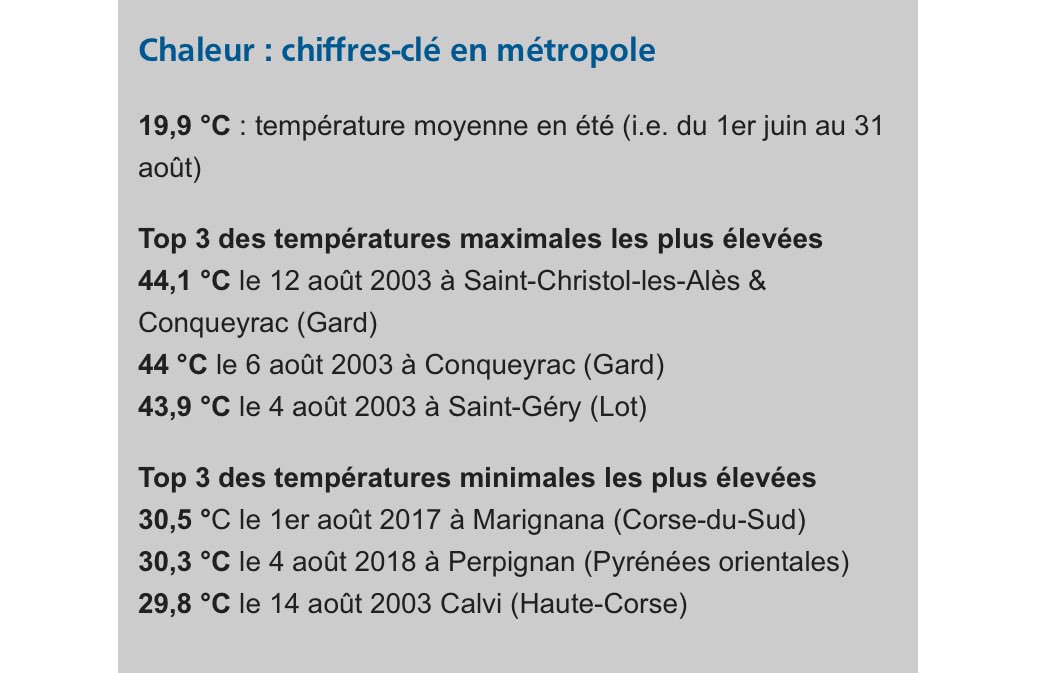 Chaleur : chiffres-clé en métropole
19,9 °C : température moyenne en été (i.e. du 1er juin au 31
août)
Top 3 des températures maximales les plus élevées
44,1 °C le 12 août 2003 à Saint-Christol-les-Alès &
Conqueyrac (Gard)
44 °C le 6 août 2003 à Conqueyrac (Gard)
43,9 °C le 4 août 2003 à Saint-Géry (Lot)
Top 3 des températures minimales les plus élevées
30,5 °C le 1er août 2017 à Marignana (Corse-du-Sud)
30,3 °C le 4 août 2018 à Perpignan (Pyrénées orientales)
29,8 °C le 14 août 2003 Calvi (Haute-Corse)